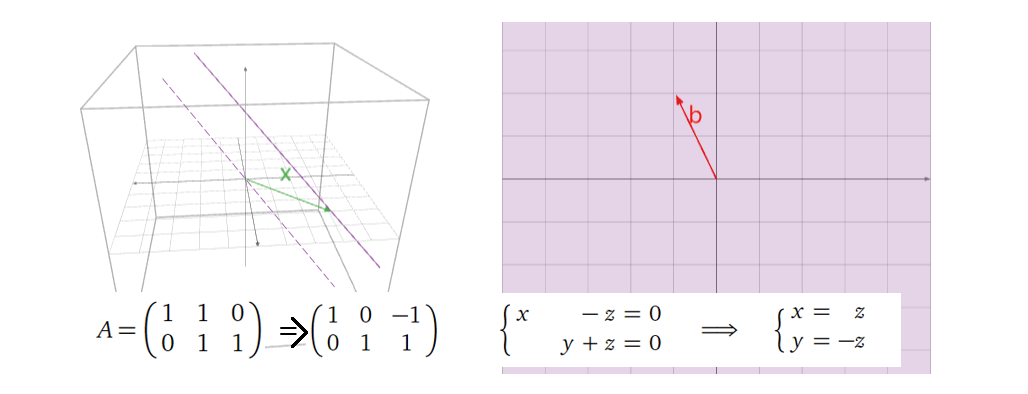 x
b
A = ( 1 1 0 ) ⇒ ( 1 0 −1 )
( 0 1 1 ) ( 0 1 1 )
{ x − z = 0 ⟹ { x = z
y + z = 0 y = −z